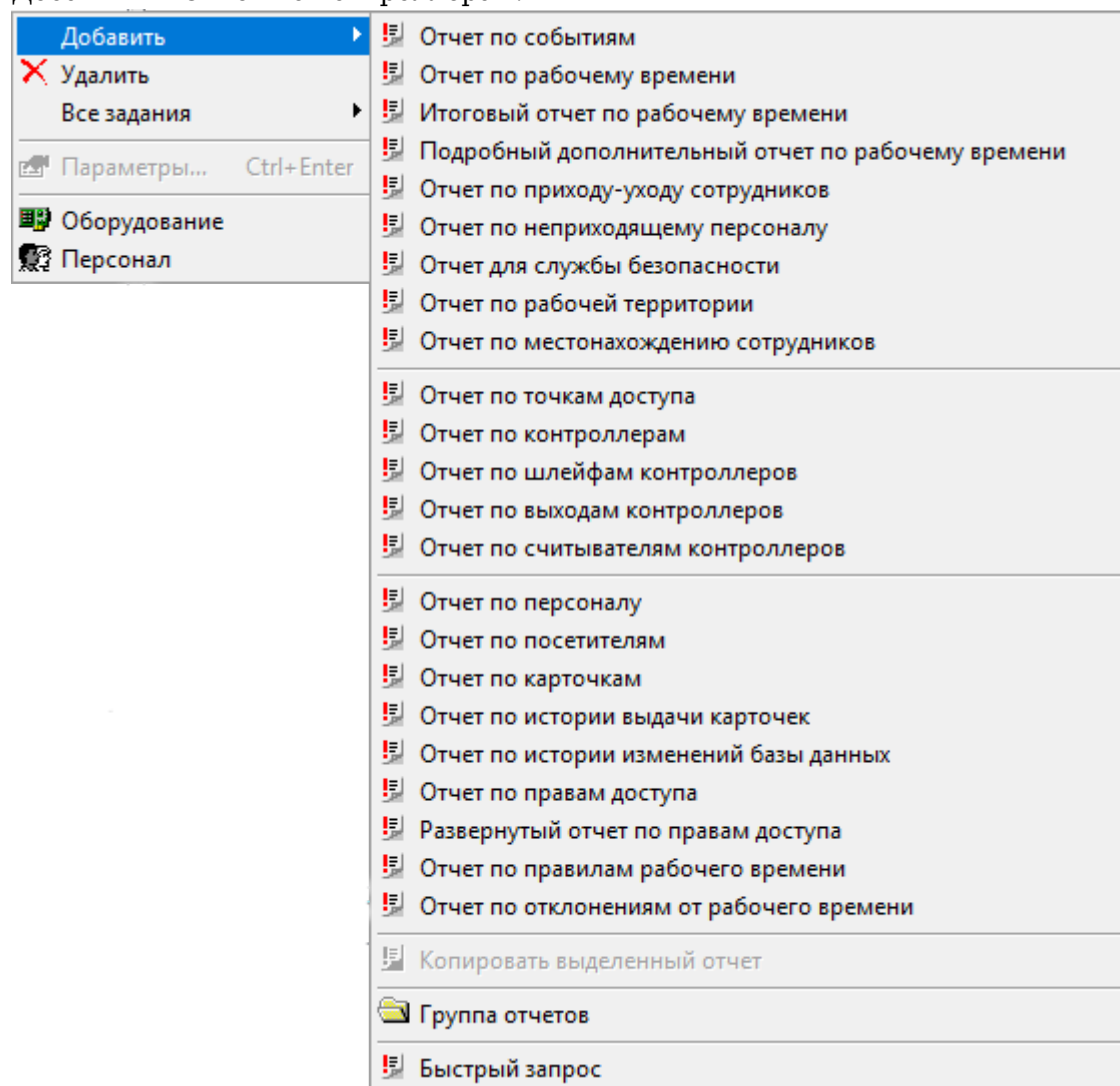 Добавить
Удалить
Все задания
Параметры... Ctrl+Enter
Оборудование
Персонал
Отчет по событиям
Отчет по рабочему времени
Итоговый отчет по рабочему времени
Подробный дополнительный отчет по рабочему времени
Отчет по приходу-уходу сотрудников
Отчет по неприходящему персоналу
Отчет для службы безопасности
Отчет по рабочей территории
Отчет по местонахождению сотрудников
Отчет по точкам доступа
Отчет по контроллерам
Отчет по шлейфам контроллеров
Отчет по выходам контроллеров
Отчет по считывателям контроллеров
Отчет по персоналу
Отчет по посетителям
Отчет по карточкам
Отчет по истории выдачи карточек
Отчет по истории изменений базы данных
Отчет по правам доступа
Развернутый отчет по правам доступа
Отчет по правилам рабочего времени
Отчет по отклонениям от рабочего времени
Копировать выделенный отчет
Группа отчетов
Быстрый запрос